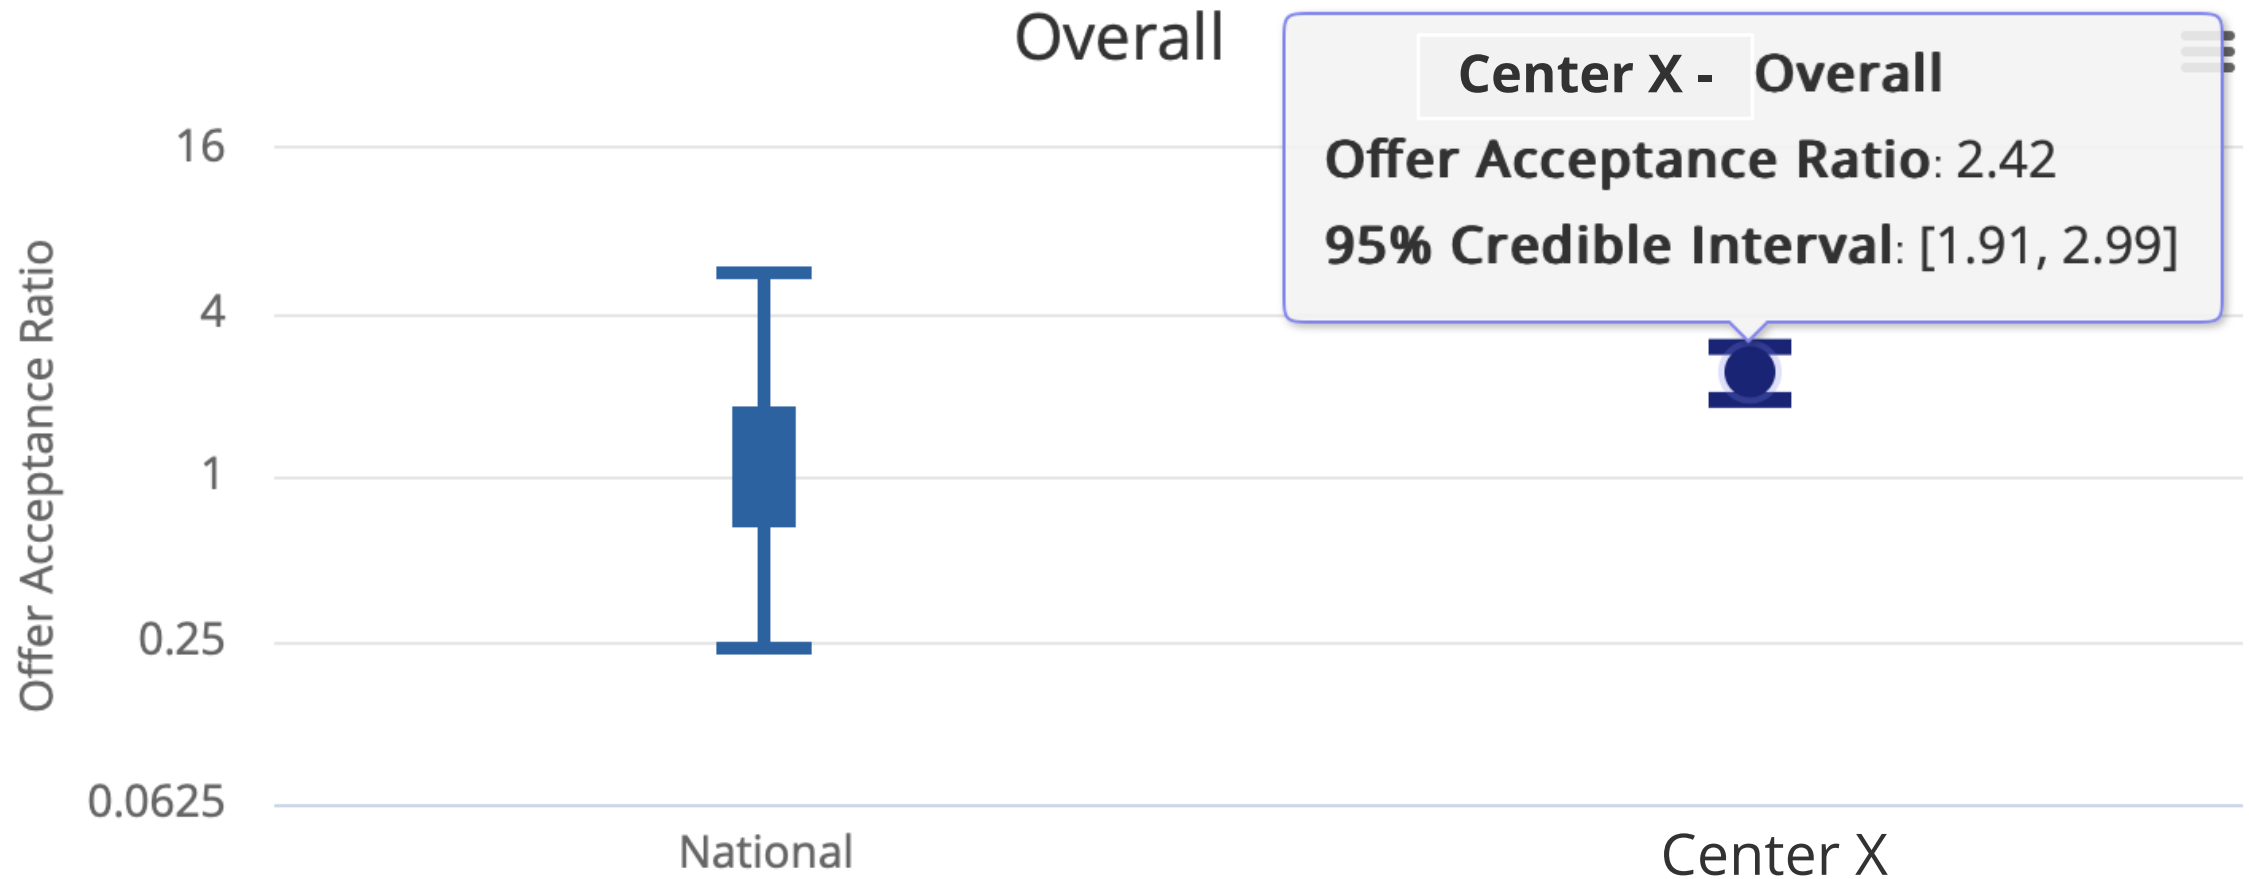 Overall
Center X - Overall
Offer Acceptance Ratio: 2.42
95% Credible Interval: [1.91, 2.99]
Offer Acceptance Ratio
16
4
1
0.25
0.0625
National
Center X